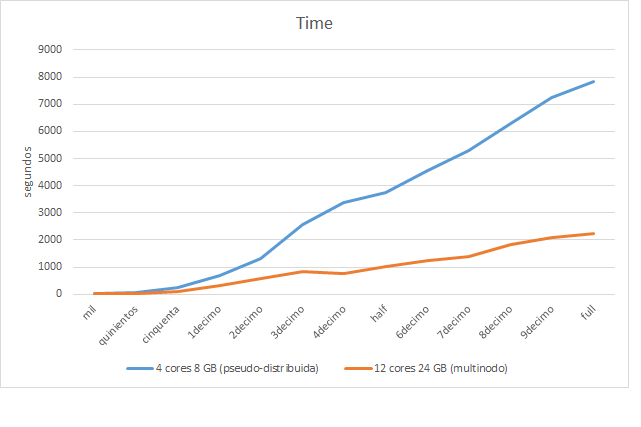 Time
9000
8000
7000
6000
5000
4000
3000
2000
1000
0
segundos
mil
quinientos
cinquenta
1decimo
2decimo
3decimo
4decimo
half
6decimo
7decimo
8decimo
9decimo
full
4 cores 8 GB (pseudo-distribuida)
12 cores 24 GB (multinodo)